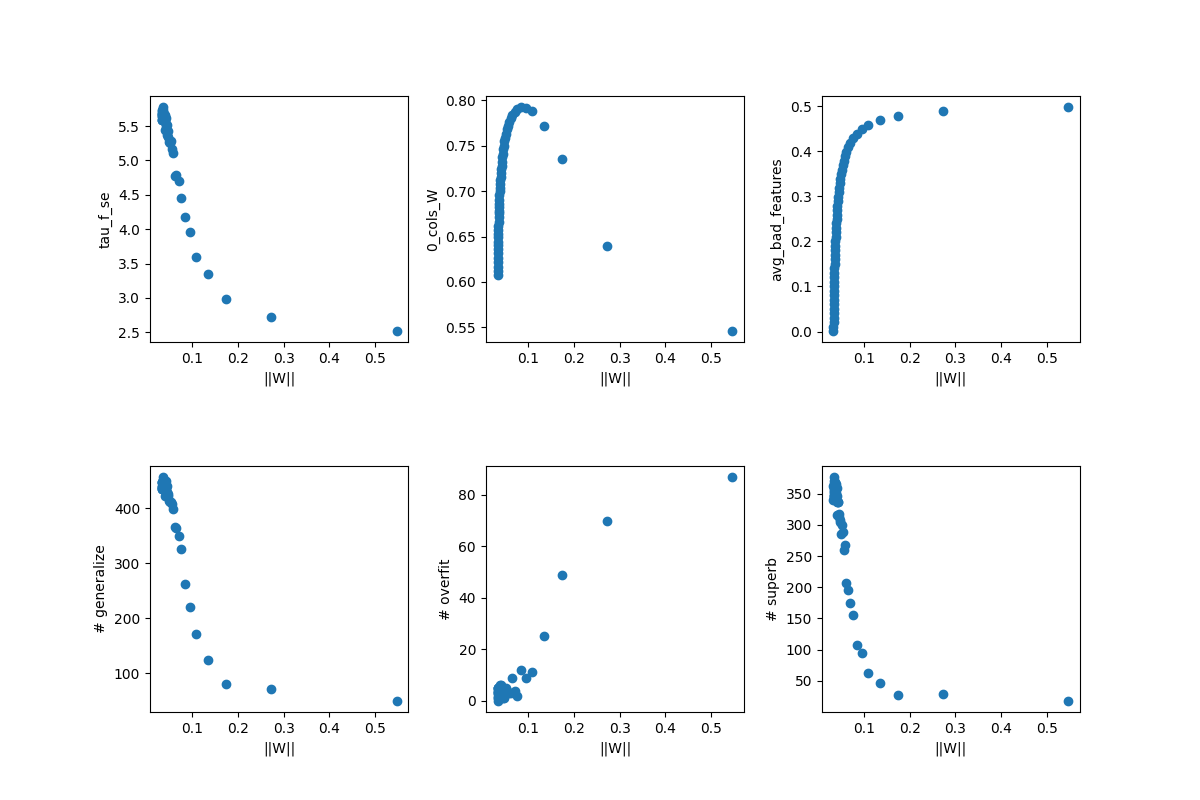 tau_f_se
5.5
5.0
4.5
4.0
3.5
3.0
2.5
0.1 0.2 0.3 0.4 0.5
||W||
0_cols_W
0.80
0.75
0.70
0.65
0.60
0.55
0.1 0.2 0.3 0.4 0.5
||W||
avg_bad_features
0.5
0.4
0.3
0.2
0.1
0.0
0.1 0.2 0.3 0.4 0.5
||W||
# generalize
400
300
200
100
0.1 0.2 0.3 0.4 0.5
||W||
# overfit
80
60
40
20
0
0.1 0.2 0.3 0.4 0.5
||W||
# superb
350
300
250
200
150
100
50
0.1 0.2 0.3 0.4 0.5
||W||